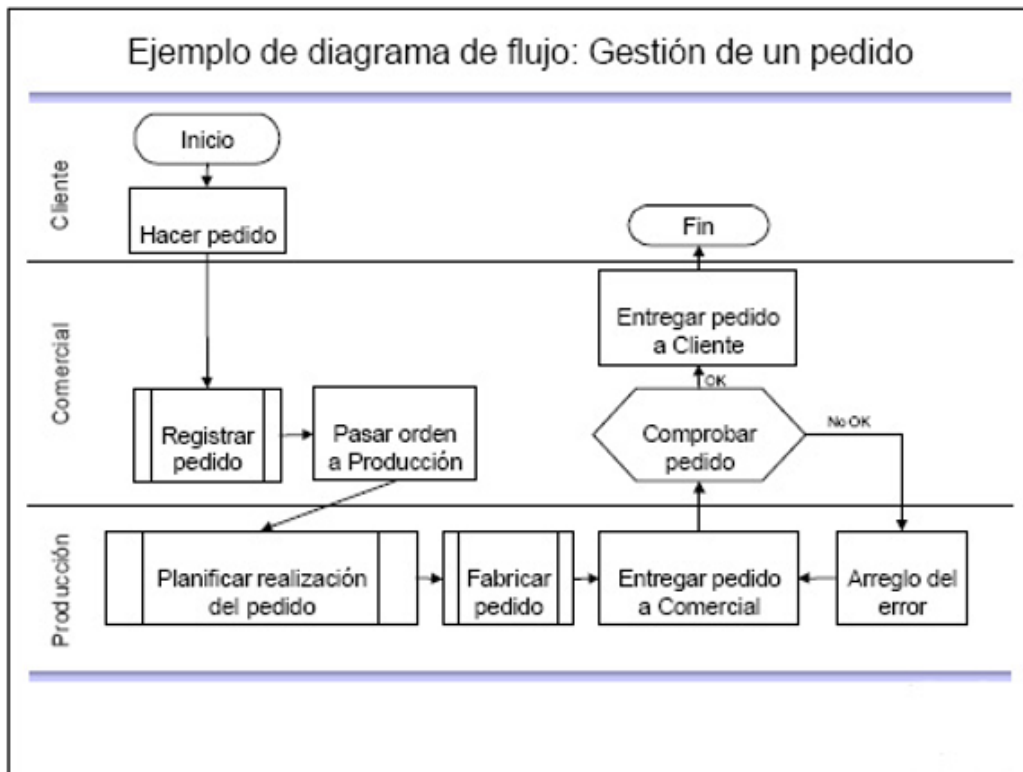 Ejemplo de diagrama de flujo: Gestión de un pedido
Cliente
Inicio
Hacer pedido
Fin
Comercial
Entregar pedido
a Cliente
OK
Registrar
pedido
Pasar orden
a Producción
Comprobar
pedido
No OK
Producción
Planificar realización
del pedido
Fabricar
pedido
Entregar pedido
a Comercial
Arreglo del
error